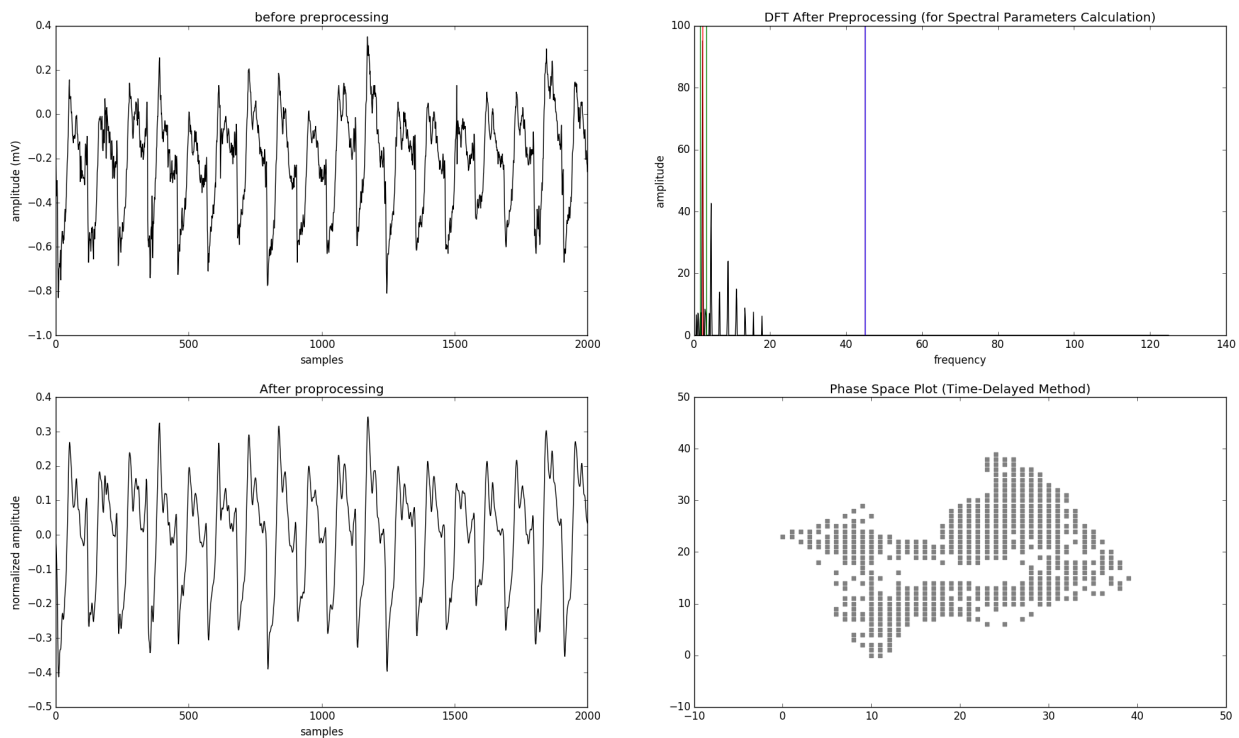 before preprocessing
0.4
0.2
0.0
−0.2
−0.4
−0.6
−0.8
−1.0
amplitude (mV)
0 500 1000 1500 2000
samples
DFT After Preprocessing (for Spectral Parameters Calculation)
100
80
60
40
20
0
amplitude
0 20 40 60 80 100 120 140
frequency
After proprocessing
0.4
0.3
0.2
0.1
0.0
−0.1
−0.2
−0.3
−0.4
−0.5
normalized amplitude
0 500 1000 1500 2000
samples
Phase Space Plot (Time-Delayed Method)
50
40
30
20
10
0
−10
−10 0 10 20 30 40 50